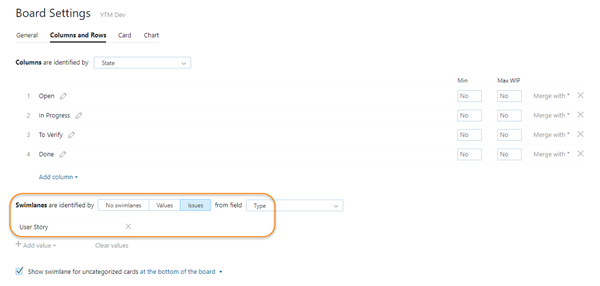 Board Settings YTM Dev
General Columns and Rows Card Chart
Columns are identified by State
Min Max WIP
1 Open No No Merge with ^
2 In Progress No No Merge with ^
3 To Verify No No Merge with ^
4 Done No No Merge with ^
Add column
Swimlanes are identified by No swimlanes Values Issues from field Type
User Story
+ Add value Clear values
Show swimlane for uncategorized cards at the bottom of the board